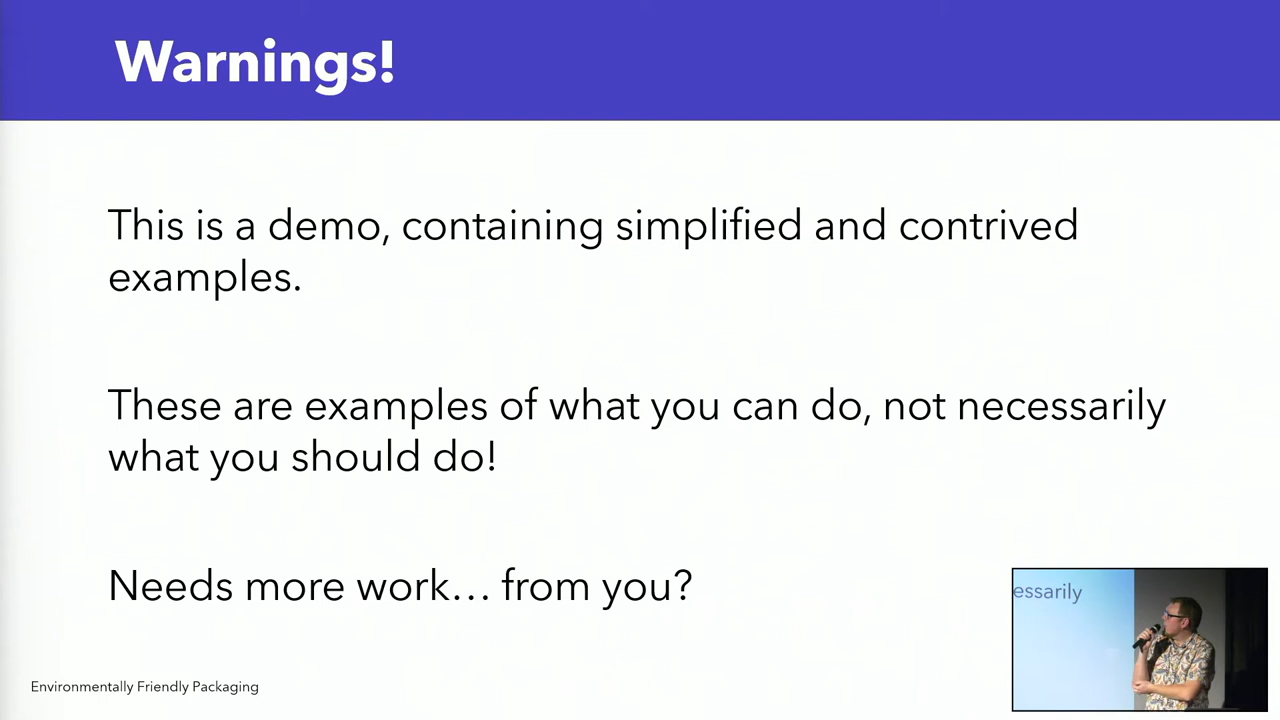 Warnings!
This is a demo, containing simplified and contrived
examples.
These are examples of what you can do, not necessarily
what you should do!
Needs more work… from you?
essarily
Environmentally Friendly Packaging